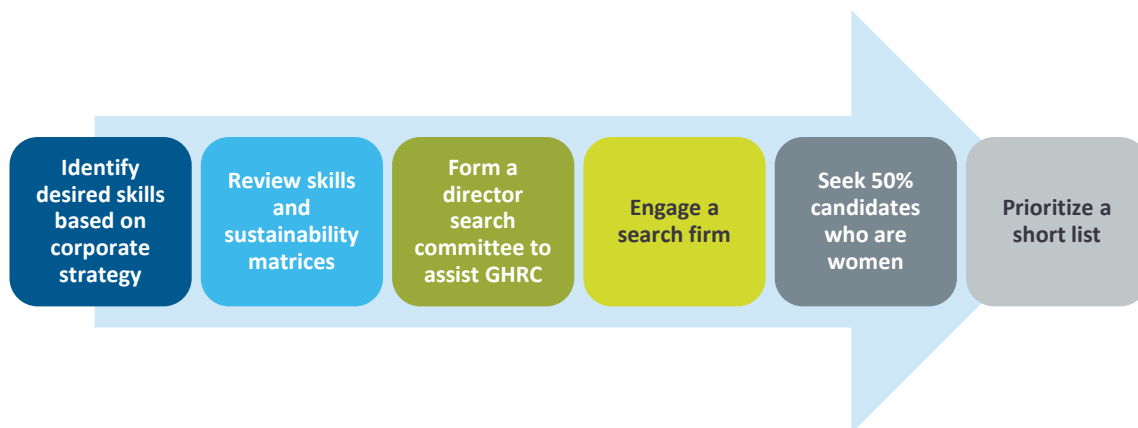 Identify
desired skills
based on
corporate
strategy
Review skills
and
sustainability
matrices
Form a
director
search
committee to
assist GHRC
Engage a
search firm
Seek 50%
candidates
who are
women
Prioritize a
short list